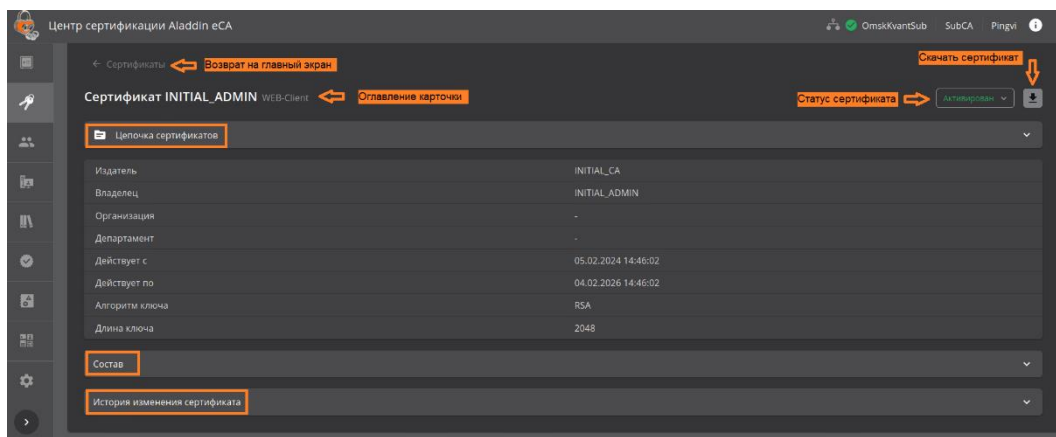 Центр сертификации Aladdin eCA
OmskKvantSub SubCA Pingvi
← Сертификаты Возврат на главный экран
Скачать сертификат
Сертификат INITIAL_ADMIN WEB-Client Оглавление карточки
Статус сертификата Активирован
Цепочка сертификатов
Издатель INITIAL_CA
Владелец INITIAL_ADMIN
Организация -
Департамент -
Действует с 05.02.2024 14:46:02
Действует по 04.02.2026 14:46:02
Алгоритм ключа RSA
Длина ключа 2048
Состав
История изменения сертификата